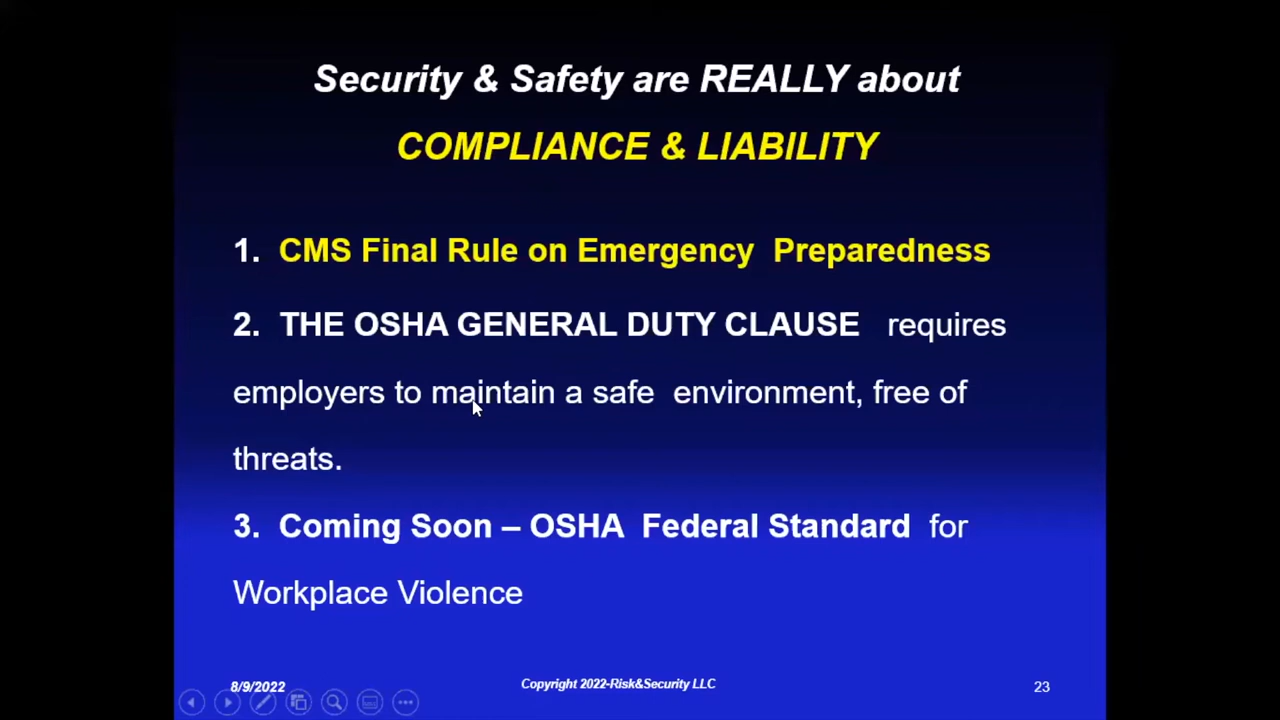 Security & Safety are REALLY about
COMPLIANCE & LIABILITY
1. CMS Final Rule on Emergency Preparedness
2. THE OSHA GENERAL DUTY CLAUSE requires
employers to maintain a safe environment, free of
threats.
3. Coming Soon – OSHA Federal Standard for
Workplace Violence
8/9/2022 Copyright 2022-Risk&Security LLC 23